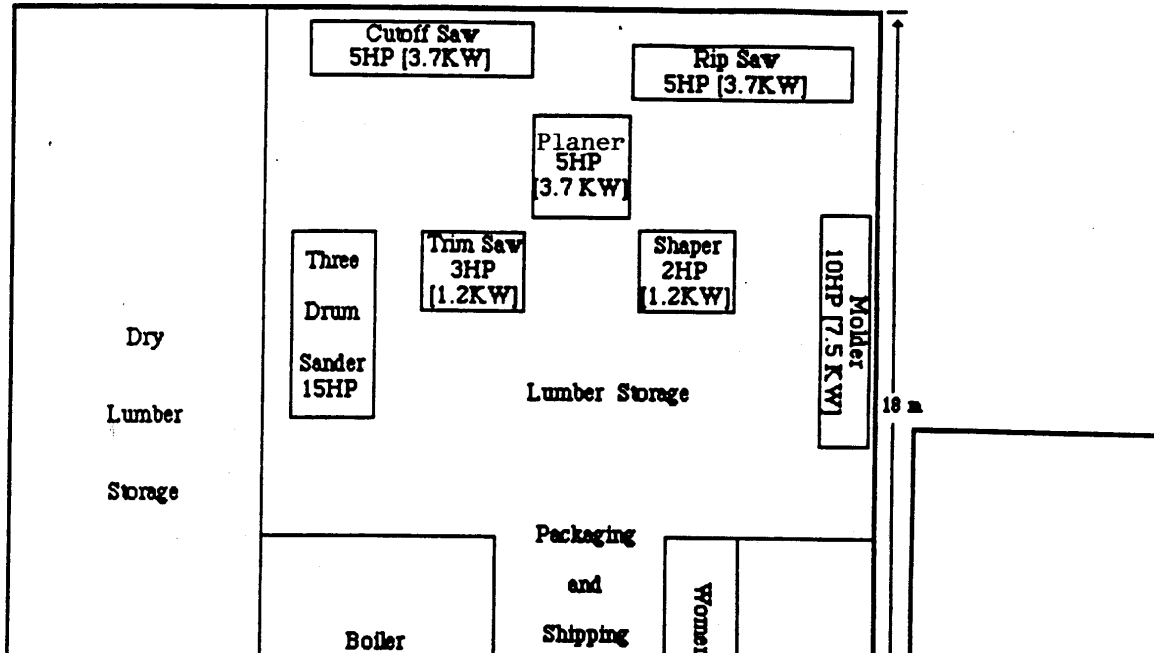 Cutoff Saw
5HP [3.7KW]
Rip Saw
5HP [3.7KW]
Planer
5HP
[3.7 KW]
Three
Drum
Sander
15HP
Trim Saw
3HP
[1.2KW]
Shaper
2HP
[1.2KW]
Molder
10HP [7.5 KW]
Dry
Lumber
Storage
Lumber Storage
18 m
Packaging
and
Shipping
Boiler